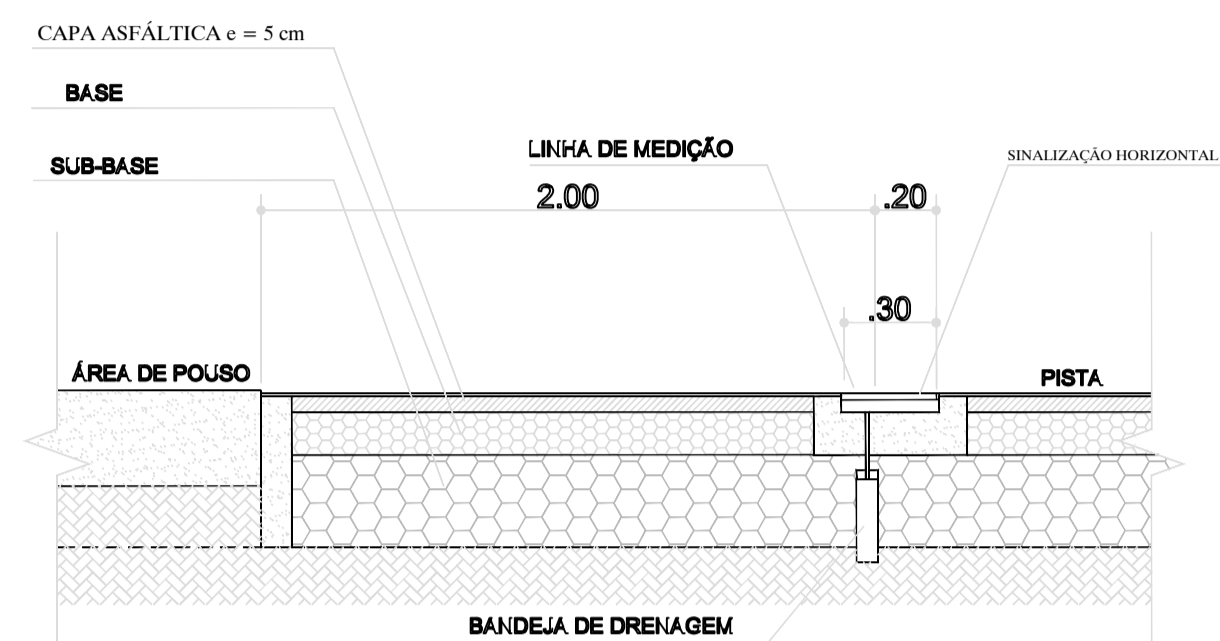 CAPA ASFÁLTICA e = 5 cm
BASE
LINHA DE MEDIÇÃO
SINALIZAÇÃO HORIZONTAL
SUB-BASE
2.00
.20
.30
ÁREA DE POUSO
PISTA
BANDEJA DE DRENAGEM